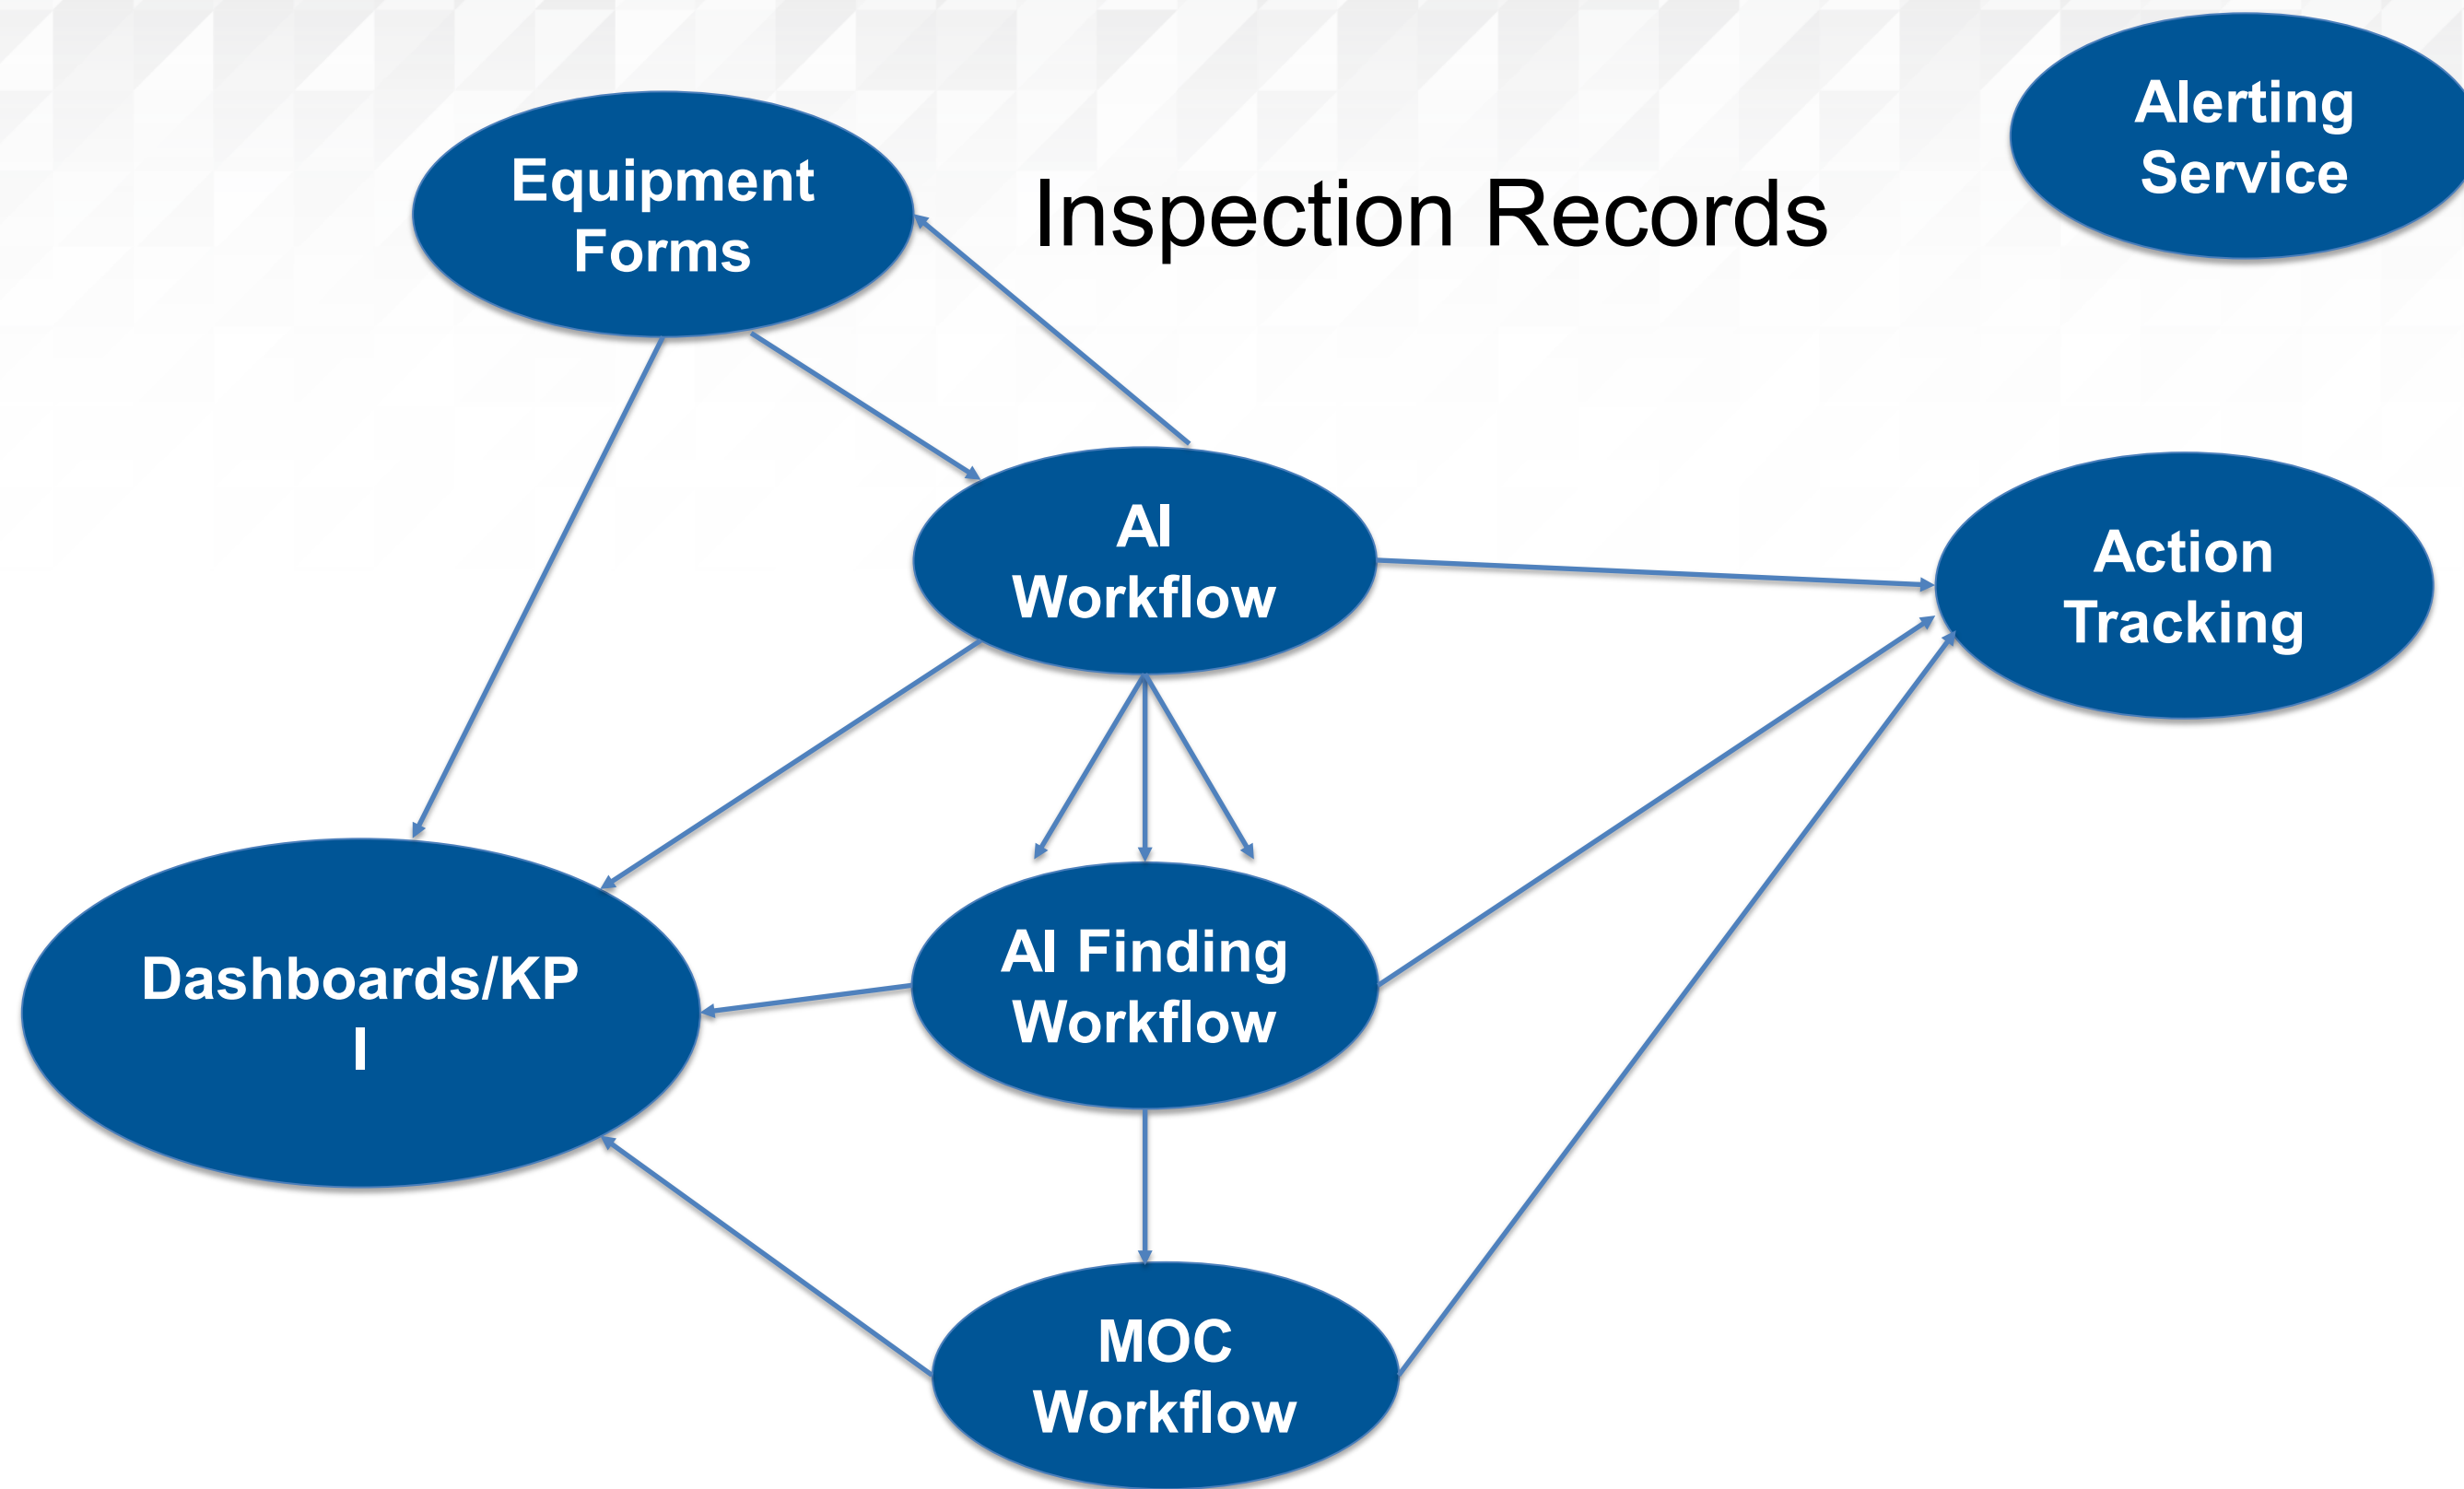 Alerting
Service
Equipment
Forms
Inspection Records
AI
Workflow
Action
Tracking
Dashboards/KP
I
AI Finding
Workflow
MOC
Workflow